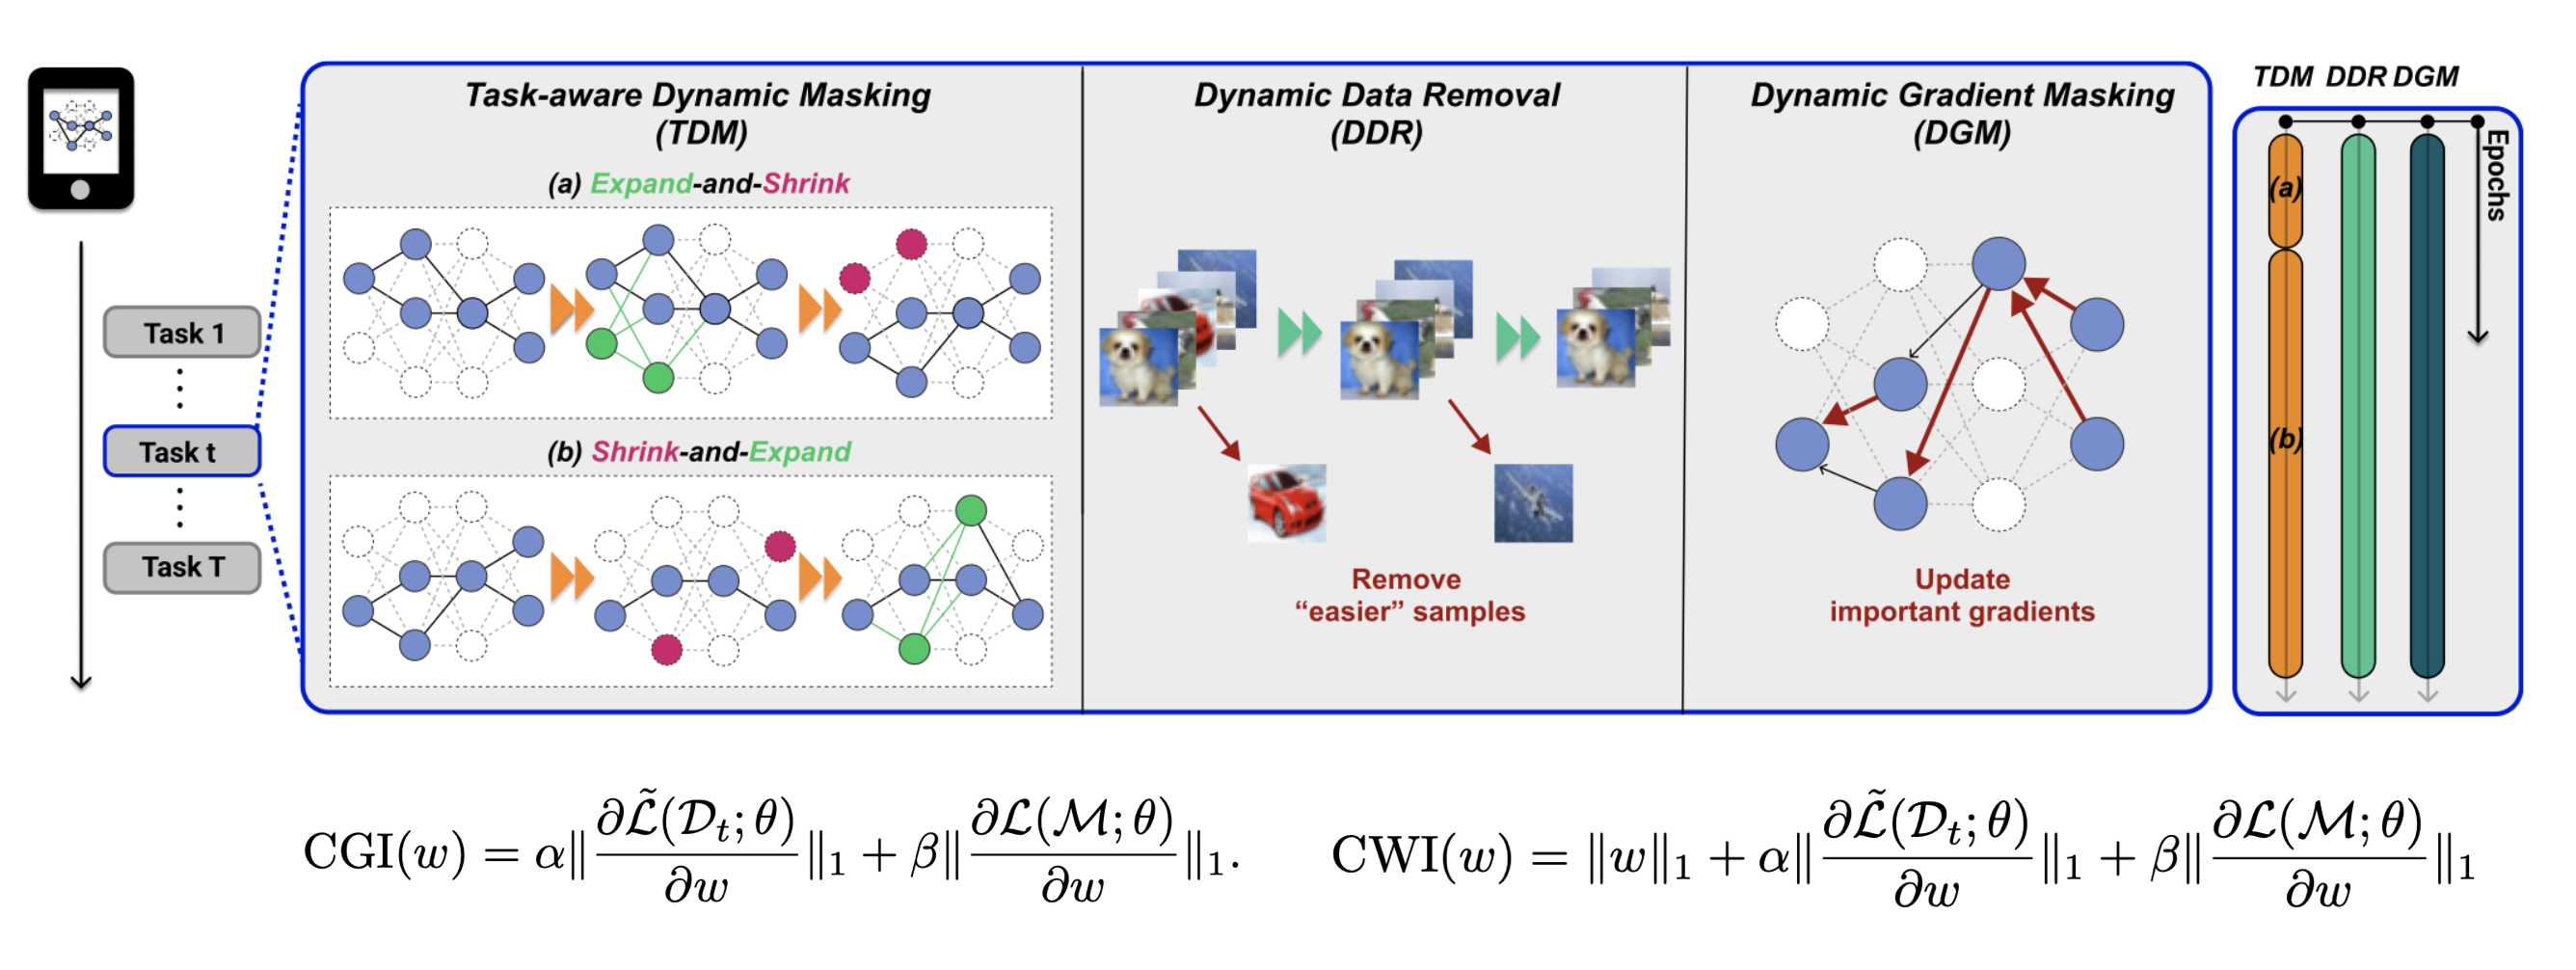 Task 1
Task t
Task T
Task-aware Dynamic Masking
(TDM)
(a) Expand-and-Shrink
(b) Shrink-and-Expand
Dynamic Data Removal
(DDR)
Remove
“easier” samples
Dynamic Gradient Masking
(DGM)
Update
important gradients
TDM DDR DGM
Epochs
(a)
(b)
$\mathrm{CGI}(w) = \alpha \| \frac{\partial \tilde{\mathcal{L}}(\mathcal{D}_t; \theta)}{\partial w} \|_1 + \beta \| \frac{\partial \mathcal{L}(\mathcal{M}; \theta)}{\partial w} \|_1.$
$\mathrm{CWI}(w) = \|w\|_1 + \alpha \| \frac{\partial \tilde{\mathcal{L}}(\mathcal{D}_t; \theta)}{\partial w} \|_1 + \beta \| \frac{\partial \mathcal{L}(\mathcal{M}; \theta)}{\partial w} \|_1$